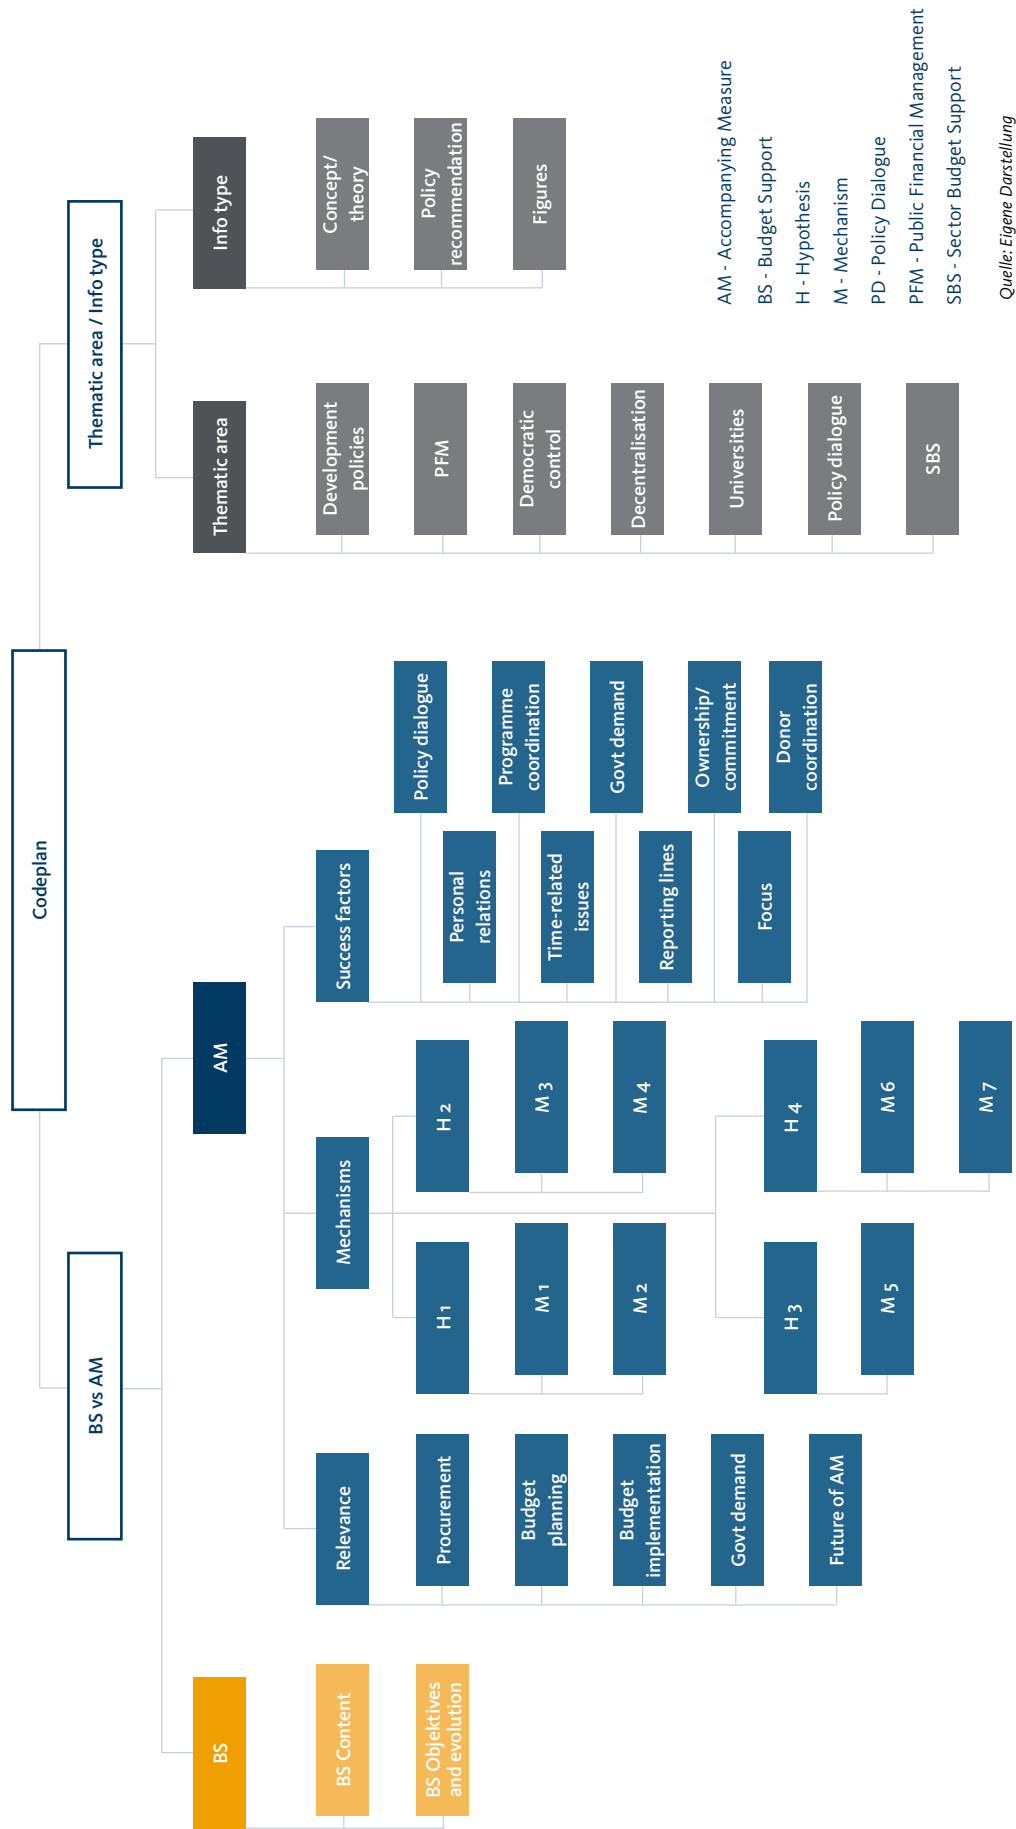 Codeplan
BS vs AM
Thematic area / Info type
BS
AM
Thematic area
Info type
BS Content
BS Objektives
and evolution
Relevance
Procurement
Budget
planning
Budget
implementation
Govt demand
Future of AM
Mechanisms
H 1
M 1
M 2
H 2
M 3
M 4
H 3
M 5
H 4
M 6
M 7
Success factors
Policy dialogue
Personal
relations
Programme
coordination
Time-related
issues
Govt demand
Reporting lines
Ownership/
commitment
Focus
Donor
coordination
Development
policies
PFM
Democratic
control
Decentralisation
Universities
Policy dialogue
SBS
Concept/
theory
Policy
recommendation
Figures
AM - Accompanying Measure
BS - Budget Support
H - Hypothesis
M - Mechanism
PD - Policy Dialogue
PFM - Public Financial Management
SBS - Sector Budget Support
Quelle: Eigene Darstellung